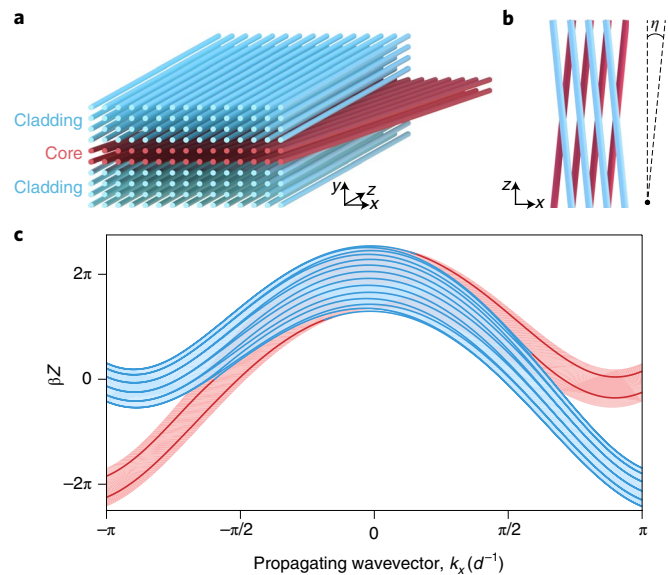 a
b
η
Cladding
Core
Cladding
y
z
x
z
x
c
2π
0
−2π
βZ
−π
−π/2
0
π/2
π
Propagating wavevector, kₓ(d⁻¹)